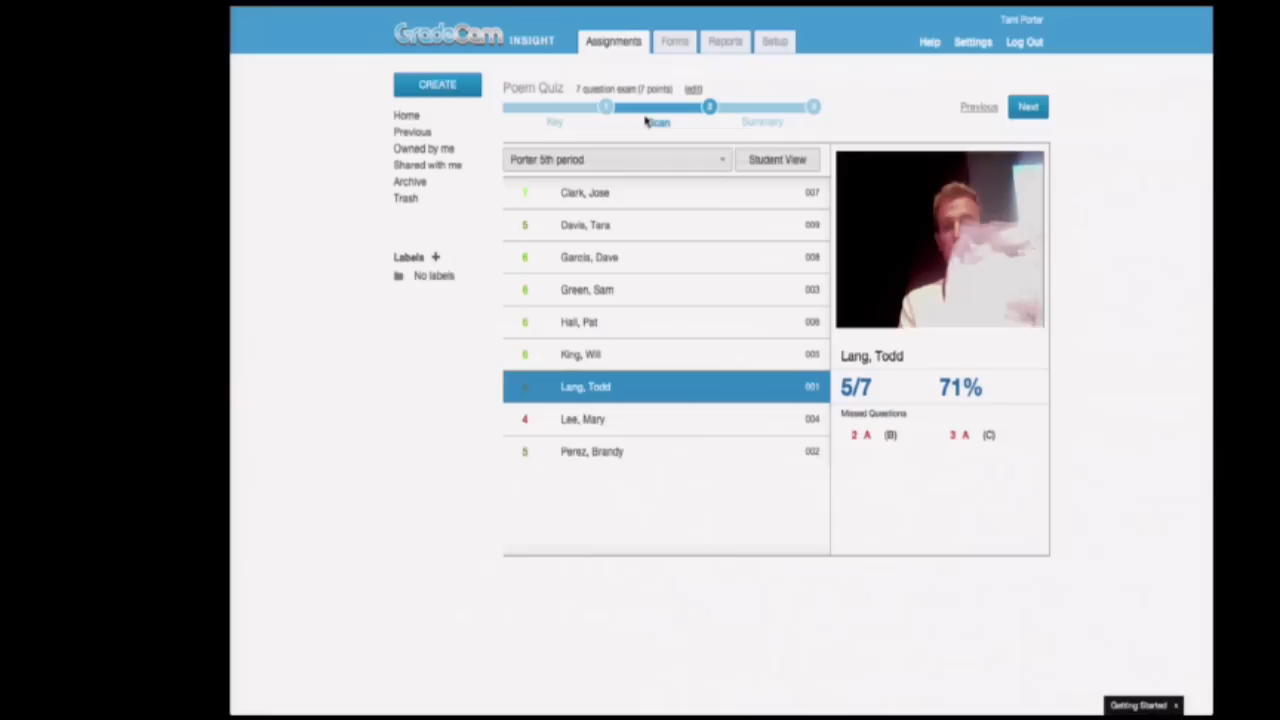 Tami Porter
GradeCam INSIGHT
Assignments Forms Reports Setup
Help Settings Log Out
CREATE
Poem Quiz 7 question exam (7 points) (edit)
1 2 3
Key Scan Summary
Previous Next
Home
Previous
Owned by me
Shared with me
Archive
Trash
Labels +
No labels
Porter 5th period Student View
7 Clark, Jose 007
5 Davis, Tara 009
6 Garcia, Dave 008
6 Green, Sam 003
6 Hall, Pat 006
6 King, Will 005
Lang, Todd 001
4 Lee, Mary 004
5 Perez, Brandy 002
Lang, Todd
5/7 71%
Missed Questions
2 A (B) 3 A (C)
Getting Started x